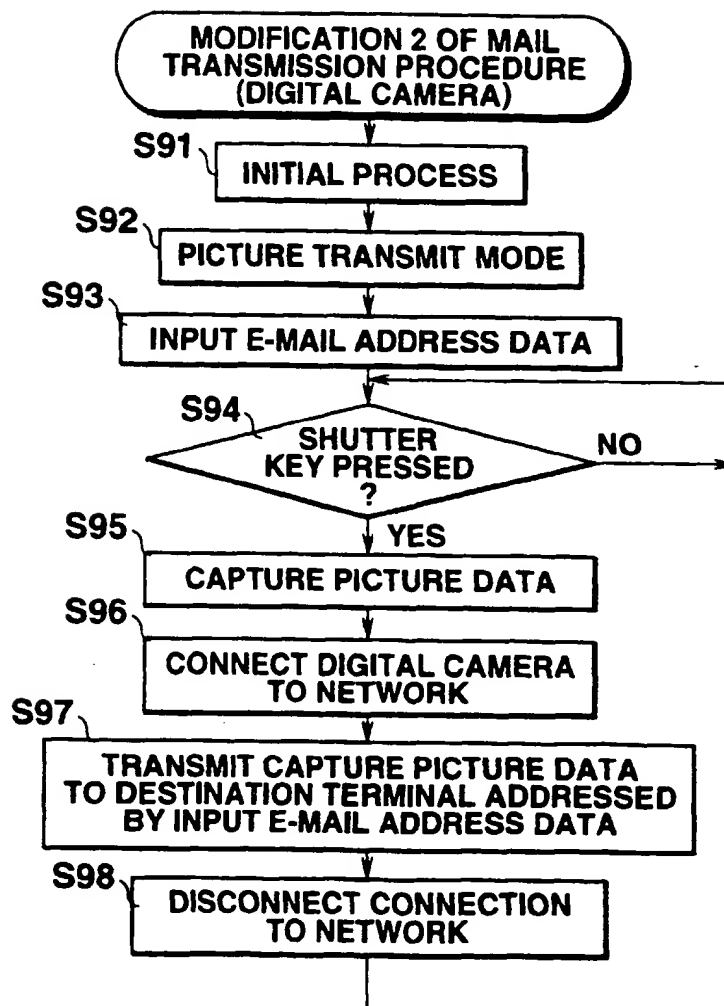 MODIFICATION 2 OF MAIL
TRANSMISSION PROCEDURE
(DIGITAL CAMERA)
S91
INITIAL PROCESS
S92
PICTURE TRANSMIT MODE
S93
INPUT E-MAIL ADDRESS DATA
S94
SHUTTER
KEY PRESSED
?
NO
YES
S95
CAPTURE PICTURE DATA
S96
CONNECT DIGITAL CAMERA
TO NETWORK
S97
TRANSMIT CAPTURE PICTURE DATA
TO DESTINATION TERMINAL ADDRESSED
BY INPUT E-MAIL ADDRESS DATA
S98
DISCONNECT CONNECTION
TO NETWORK